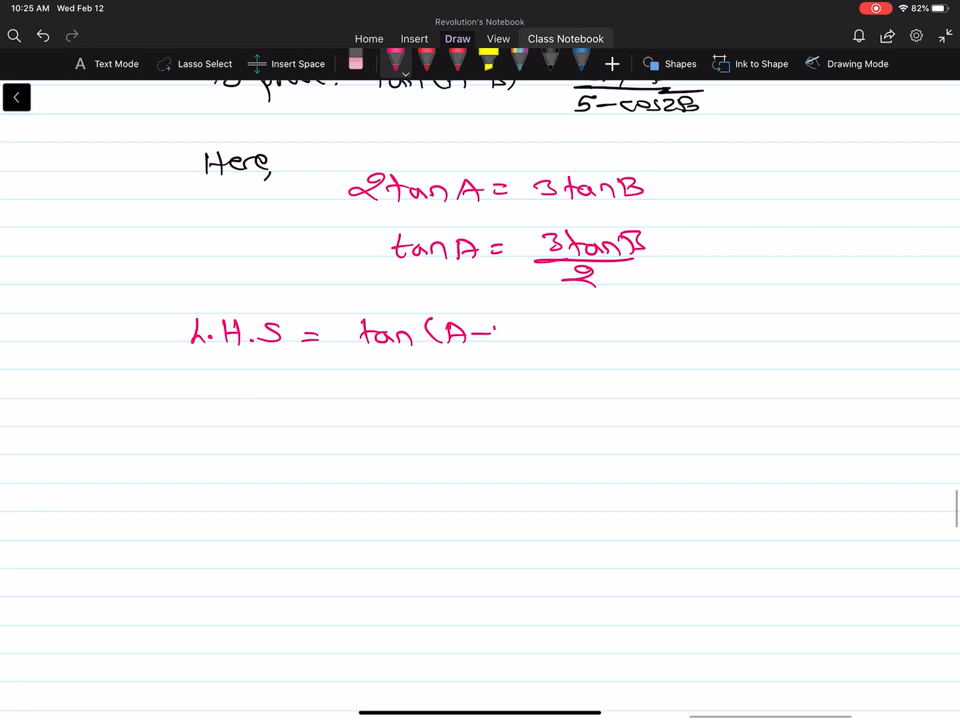 10:25 AM Wed Feb 12
82%
Revolution's Notebook
Home Insert Draw View Class Notebook
Text Mode Lasso Select Insert Space Shapes Ink to Shape Drawing Mode
5-cos2B
Here,
2tanA = 3tanB
tanA = 3tanB
2
L.H.S = tan(A-